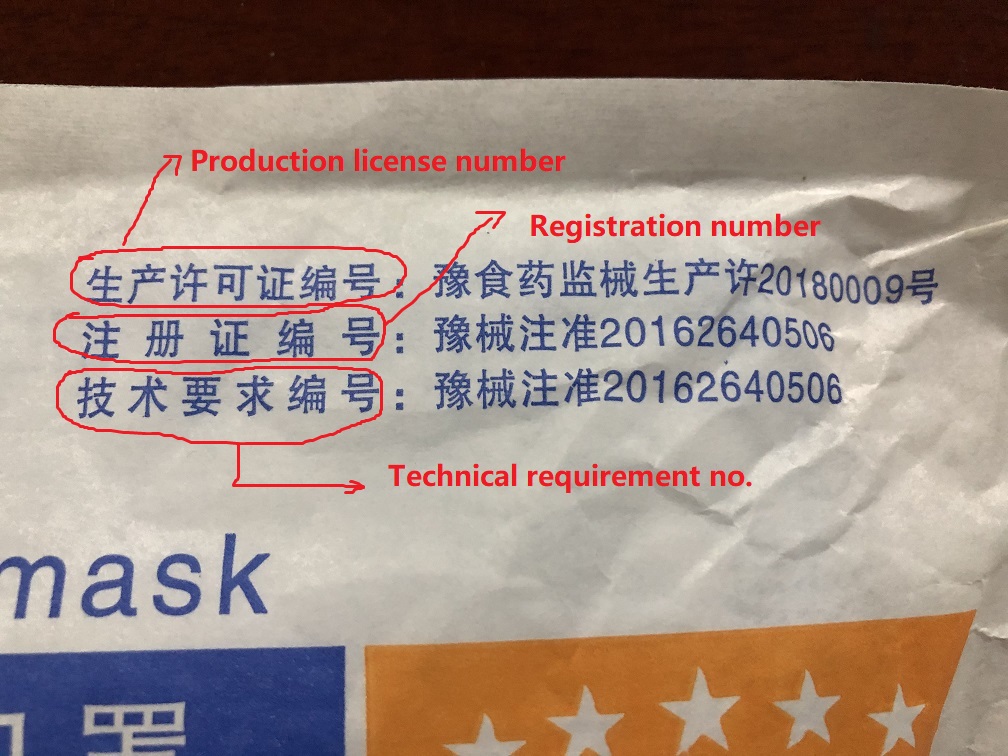 Production license number
Registration number
生产许可证编号：豫食药监械生产许20180009号
注册证编号：豫械注准20162640506
技术要求编号：豫械注准20162640506
Technical requirement no.
mask
罩